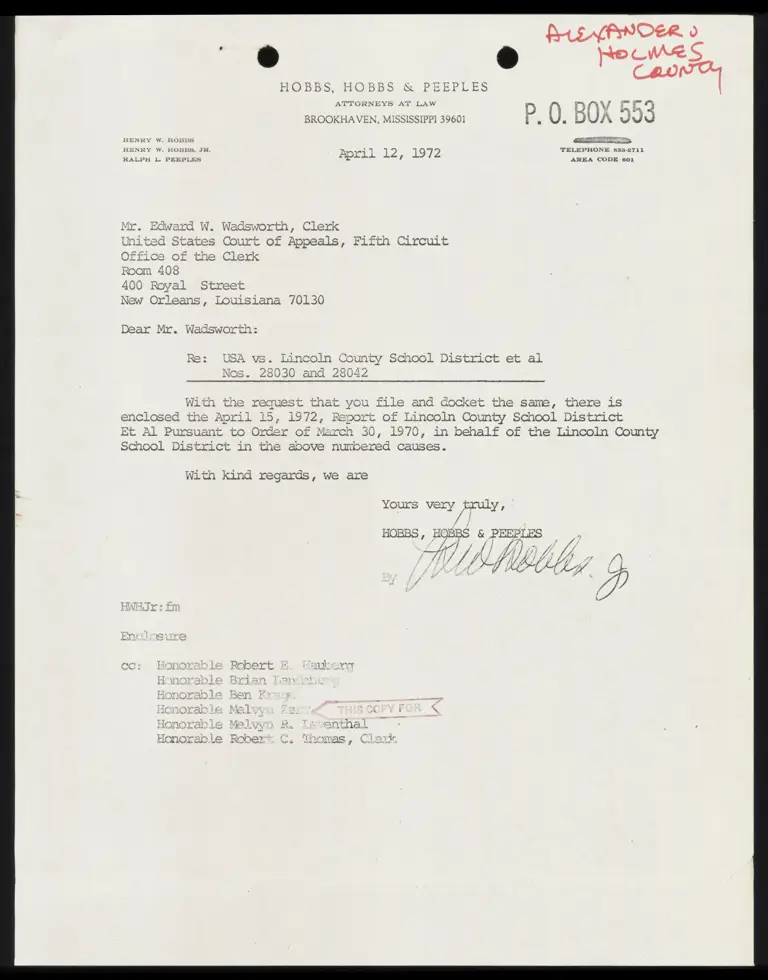 ALEXANDER v
HOLMES
COUNTY
HOBBS, HOBBS & PEEPLES
ATTORNEYS AT LAW
BROOKHAVEN, MISSISSIPPI 39601
P. O. BOX 553
HENRY W. HOBBS
HENRY W. HOBBS, JR.
RALPH L. PEEPLES
TELEPHONE 833-2711
AREA CODE 601
April 12, 1972
Mr. Edward W. Wadsworth, Clerk
United States Court of Appeals, Fifth Circuit
Office of the Clerk
Room 408
400 Royal Street
New Orleans, Louisiana 70130
Dear Mr. Wadsworth:
Re: USA vs. Lincoln County School District et al
Nos. 28030 and 28042
With the request that you file and docket the same, there is
enclosed the April 15, 1972, Report of Lincoln County School District
Et Al Pursuant to Order of March 30, 1970, in behalf of the Lincoln County
School District in the above numbered causes.
With kind regards, we are
Yours very truly,
HOBBS, HOBBS & PEEPLES
By
HWHJr:fm
Enclosure
cc: Honorable Robert E. Hauberg
Honorable Brian
Honorable Ben
Honorable Melvyn
THIS COPY FOR
Honorable Melvyn R. Leventhal
Honorable Robert C. Thomas, Clerk